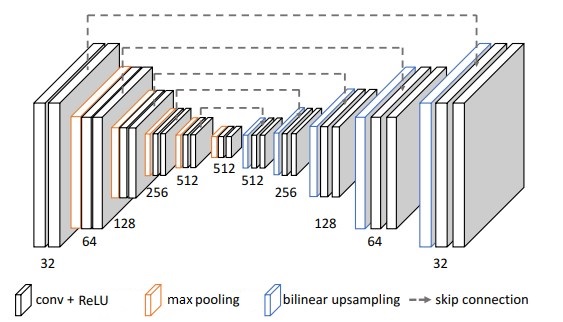 32
64
128
256
512
512
512
256
128
64
32
conv + ReLU
max pooling
bilinear upsampling
skip connection